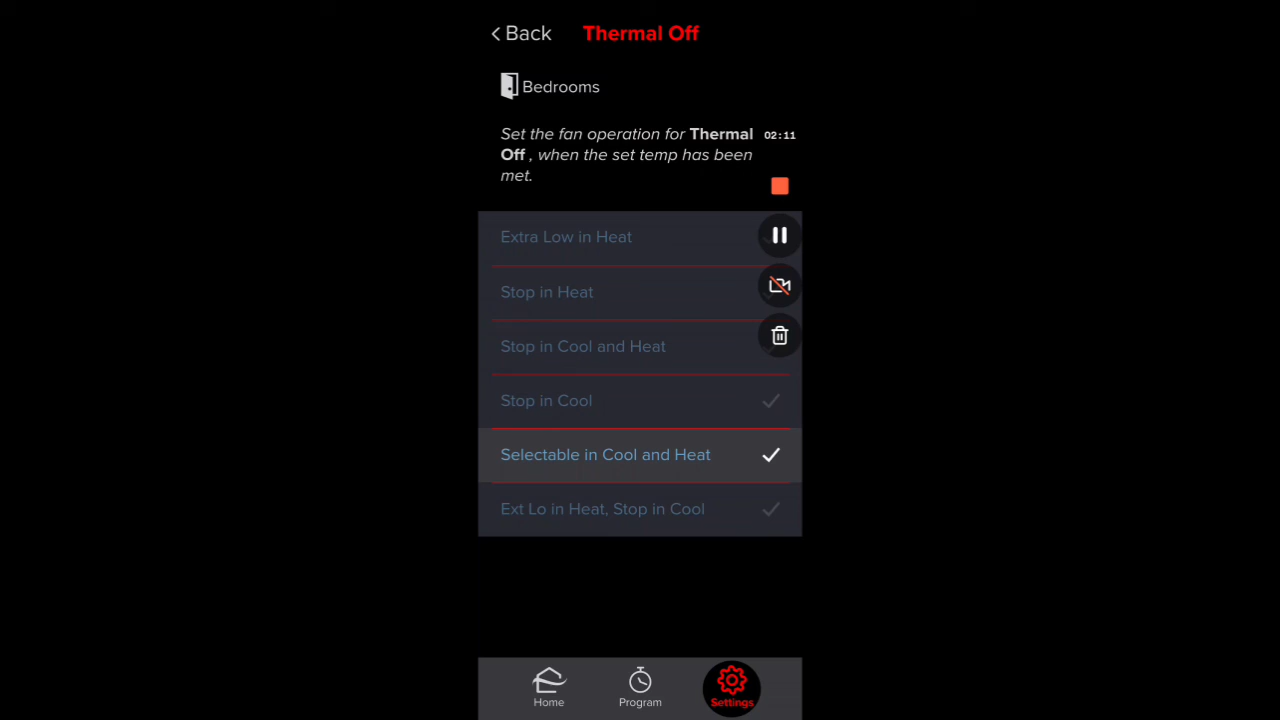 Back
Thermal Off
Bedrooms
Set the fan operation for Thermal
02:11
Off , when the set temp has been
met.
Extra Low in Heat
Stop in Heat
Stop in Cool and Heat
Stop in Cool
Selectable in Cool and Heat
Ext Lo in Heat, Stop in Cool
Home
Program
Settings